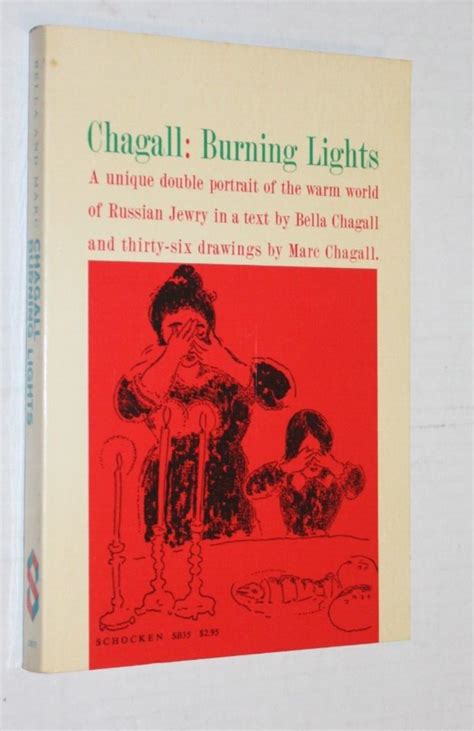 Chagall: Burning Lights
A unique double portrait of the warm world
of Russian Jewry in a text by Bella Chagall
and thirty-six drawings by Marc Chagall.
SCHOCKEN SB35 $2.95
BELLA AND MARC
CHAGALL
BURNING LIGHTS